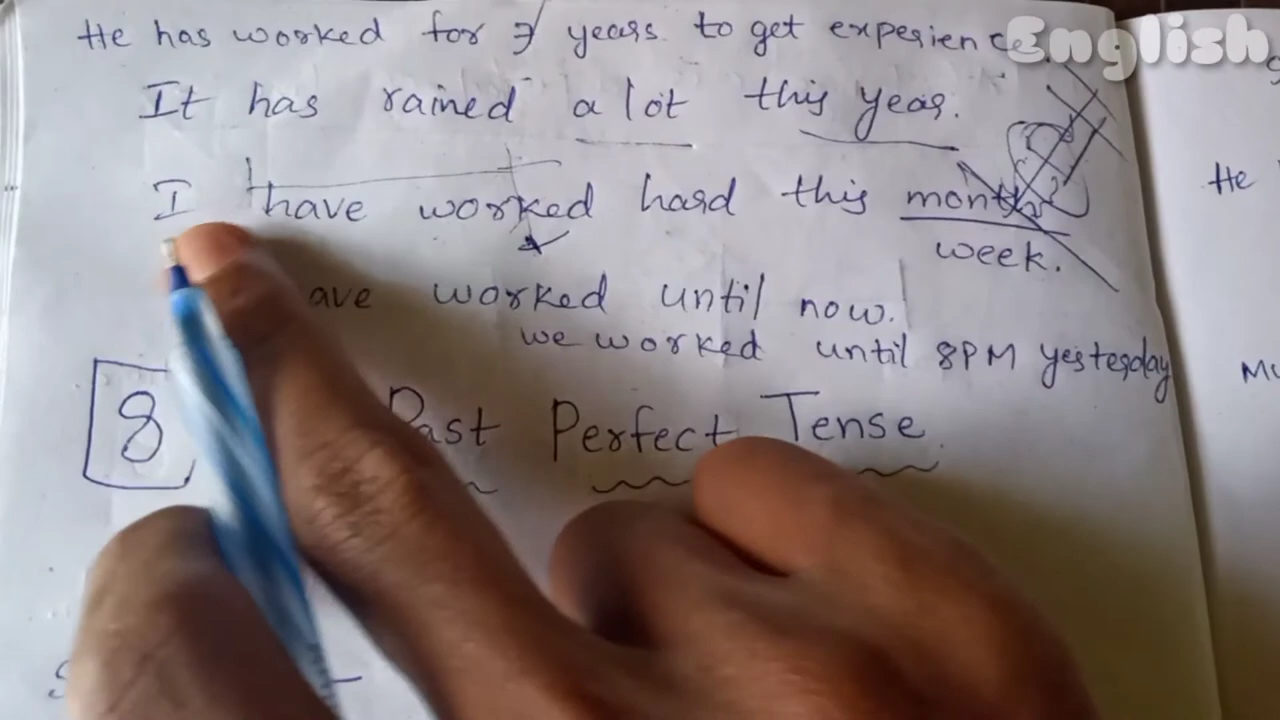 English
He has worked for 7 years to get experience.
It has rained a lot this year.
I have worked hard this month
week.
ave worked until now.
we worked until 8PM yesterday
8 Past Perfect Tense
He